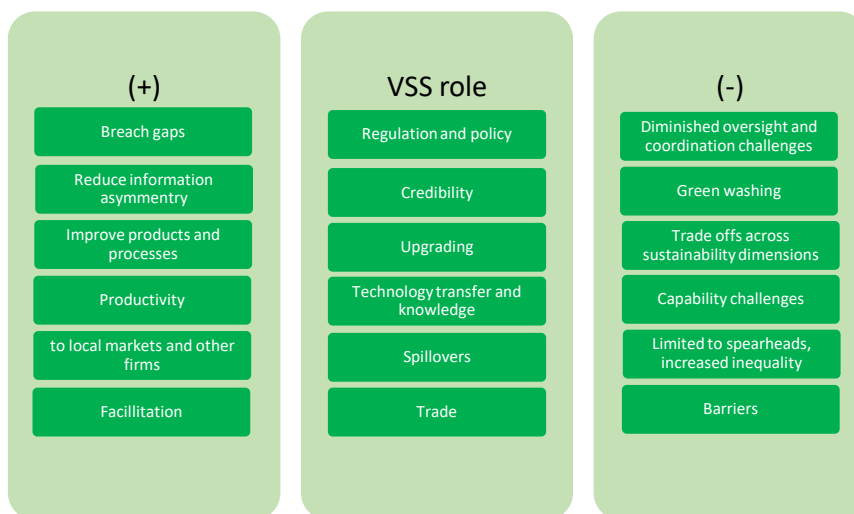 (+)
Breach gaps
Reduce information
asymmentry
Improve products and
processes
Productivity
to local markets and other
firms
Facillitation
VSS role
Regulation and policy
Credibility
Upgrading
Technology transfer and
knowledge
Spillovers
Trade
(-)
Diminished oversight and
coordination challenges
Green washing
Trade offs across
sustainability dimensions
Capability challenges
Limited to spearheads,
increased inequality
Barriers